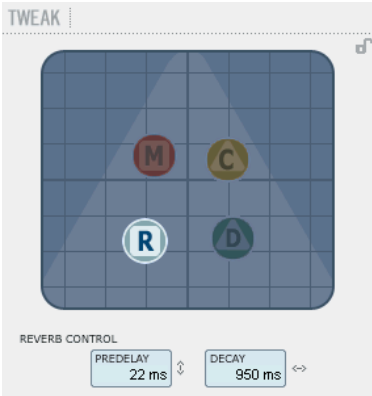 TWEAK
M
C
R
D
REVERB CONTROL
PREDELAY
22 ms
DECAY
950 ms